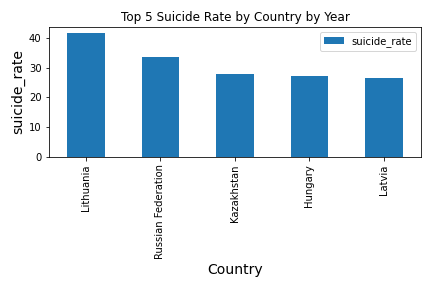 Top 5 Suicide Rate by Country by Year
suicide_rate
suicide_rate
40
30
20
10
0
Lithuania
Russian Federation
Kazakhstan
Hungary
Latvia
Country